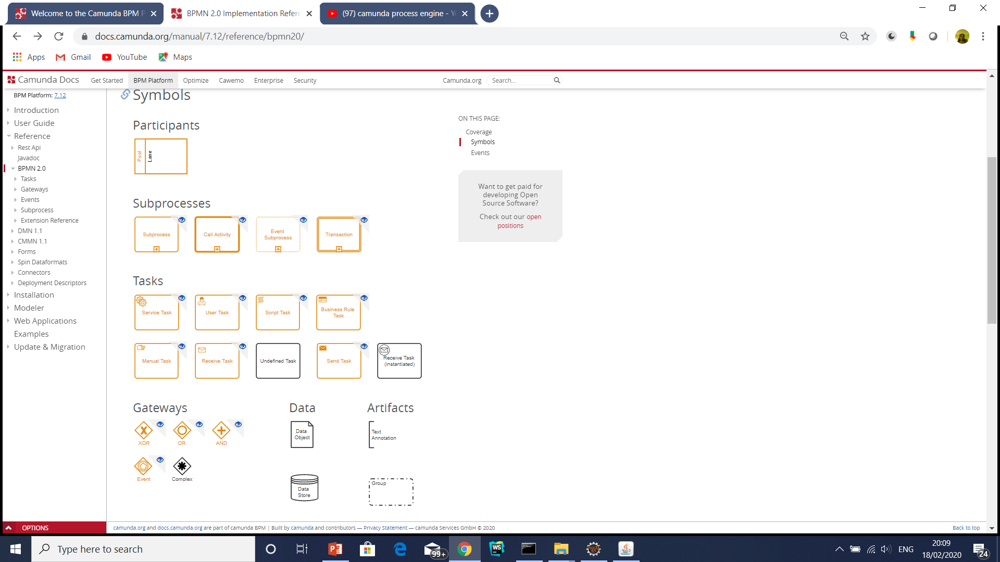 Welcome to the Camunda BPM P
BPMN 2.0 Implementation Refere
(97) camunda process engine - Y
docs.camunda.org/manual/7.12/reference/bpmn20/
Apps
Gmail
YouTube
Maps
Camunda Docs
Get Started
BPM Platform
Optimize
Cawemo
Enterprise
Security
Camunda.org
Search...
BPM Platform: 7.12
Introduction
User Guide
Reference
Rest Api
Javadoc
BPMN 2.0
Tasks
Gateways
Events
Subprocess
Extension Reference
DMN 1.1
CMMN 1.1
Forms
Spin Dataformats
Connectors
Deployment Descriptors
Installation
Modeler
Web Applications
Examples
Update & Migration
OPTIONS
Symbols
Participants
Pool
Lane
Subprocesses
Subprocess
Call Activity
Event
Subprocess
Transaction
Tasks
Service Task
User Task
Script Task
Business Rule
Task
Manual Task
Receive Task
Undefined Task
Send Task
Receive Task
(instantiated)
Gateways
XOR
OR
AND
Event
Complex
Data
Data
Object
Data
Store
Artifacts
Text
Annotation
Group
ON THIS PAGE:
Coverage
Symbols
Events
Want to get paid for
developing Open
Source Software?
Check out our open
positions
camunda.org and docs.camunda.org are part of camunda BPM | Built by camunda and contributors — Privacy Statement — camunda Services GmbH © 2020
Back to top
Type here to search
99+
WS
ENG
20:09
18/02/2020
24